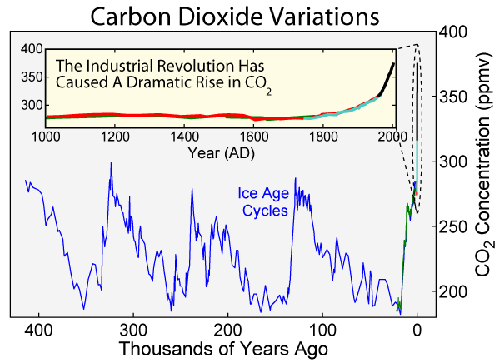 Carbon Dioxide Variations
The Industrial Revolution Has
Caused A Dramatic Rise in CO₂
400
350
300
1000 1200 1400 1600 1800 2000
Year (AD)
Ice Age
Cycles
400
350
300
250
200
CO₂ Concentration (ppmv)
400 300 200 100 0
Thousands of Years Ago